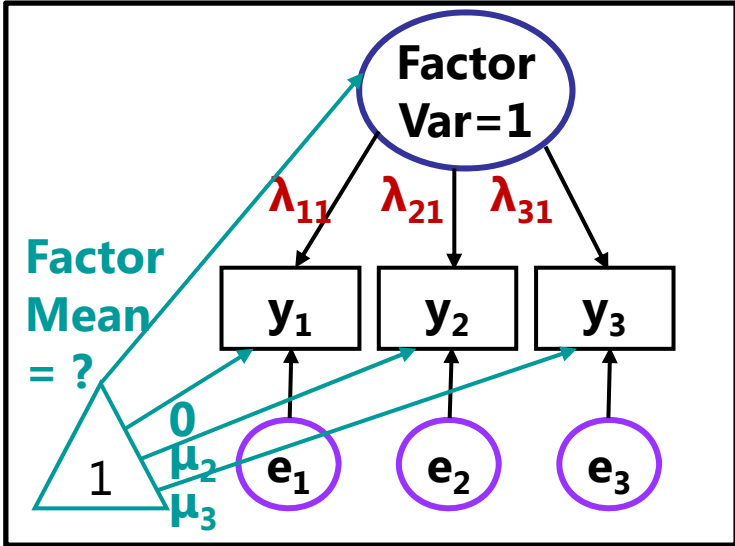 Factor
Var=1
λ₁₁ λ₂₁ λ₃₁
Factor
Mean
= ?
y₁ y₂ y₃
0
μ₂
μ₃
1
e₁ e₂ e₃